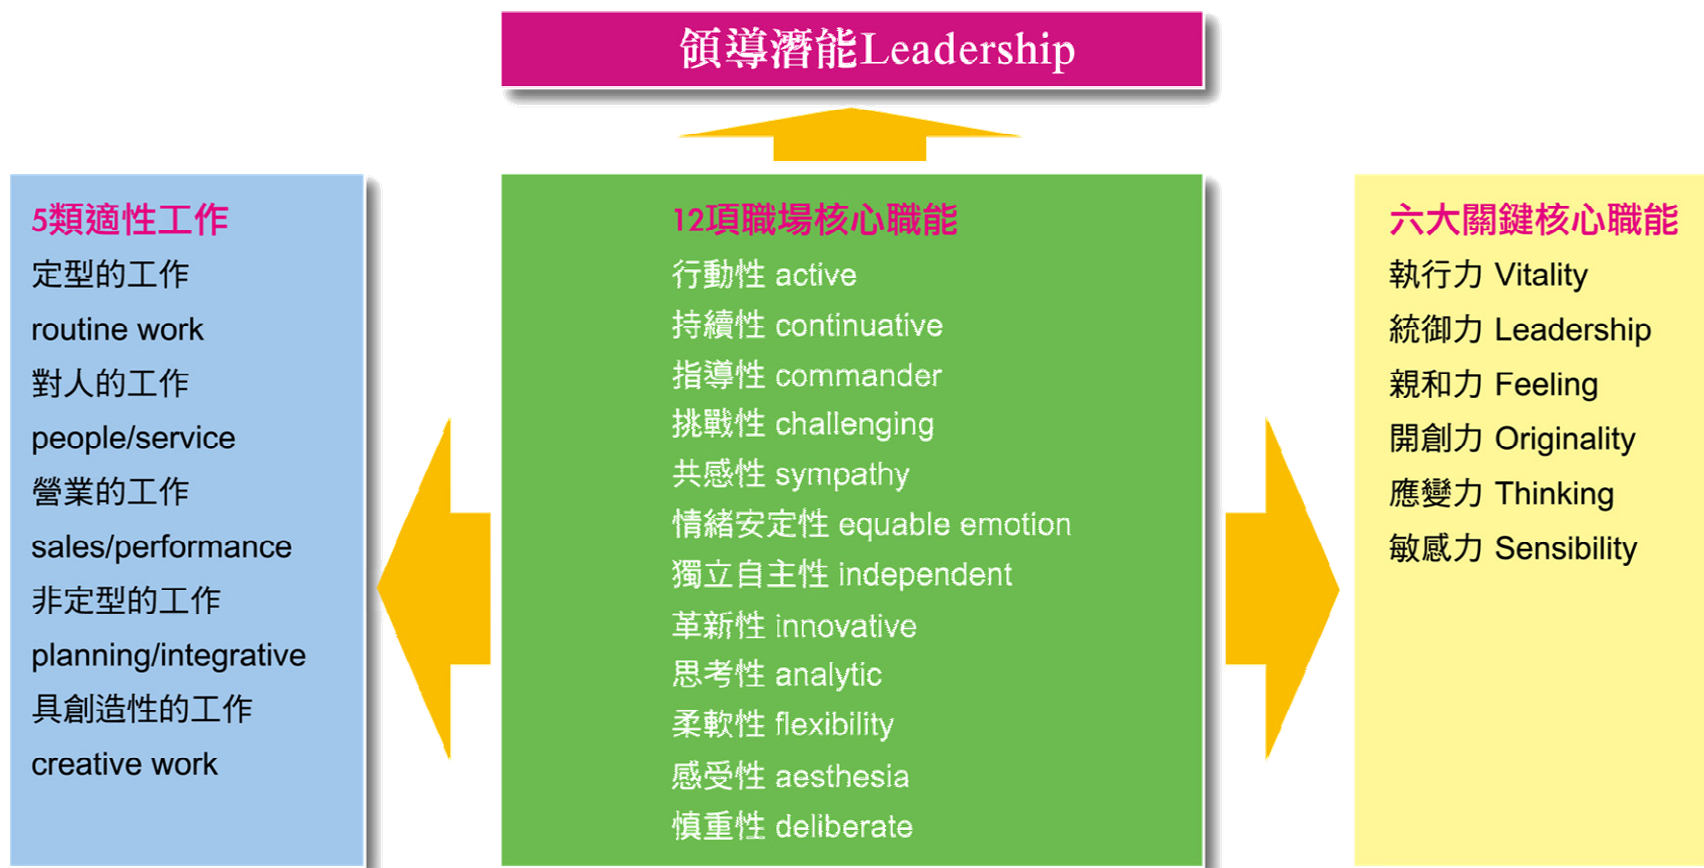 領導潛能Leadership
5類適性工作
定型的工作
routine work
對人的工作
people/service
營業的工作
sales/performance
非定型的工作
planning/integrative
具創造性的工作
creative work
12項職場核心職能
行動性 active
持續性 continuative
指導性 commander
挑戰性 challenging
共感性 sympathy
情緒安定性 equable emotion
獨立自主性 independent
革新性 innovative
思考性 analytic
柔軟性 flexibility
感受性 aesthesia
慎重性 deliberate
六大關鍵核心職能
執行力 Vitality
統御力 Leadership
親和力 Feeling
開創力 Originality
應變力 Thinking
敏感力 Sensibility